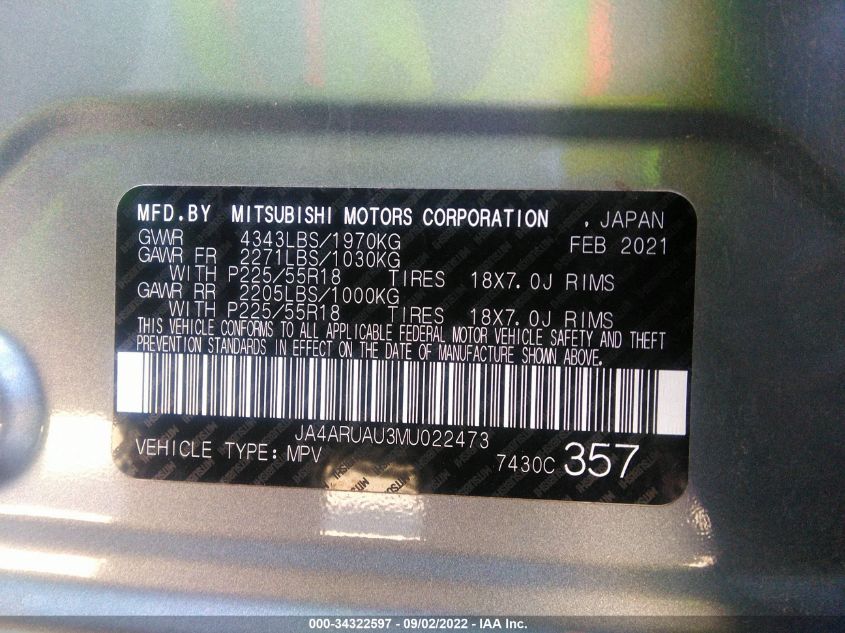 MFD.BY MITSUBISHI MOTORS CORPORATION , JAPAN
GVWR 4343LBS/1970KG FEB 2021
GAWR FR 2271LBS/1030KG
WITH P225/55R18 TIRES 18X7.0J RIMS
GAWR RR 2205LBS/1000KG
WITH P225/55R18 TIRES 18X7.0J RIMS
THIS VEHICLE CONFORMS TO ALL APPLICABLE FEDERAL MOTOR VEHICLE SAFETY AND THEFT
PREVENTION STANDARDS IN EFFECT ON THE DATE OF MANUFACTURE SHOWN ABOVE.
JA4ARUAU3MU022473
VEHICLE TYPE: MPV 7430C 357
000-34322597 - 09/02/2022 - IAA Inc.